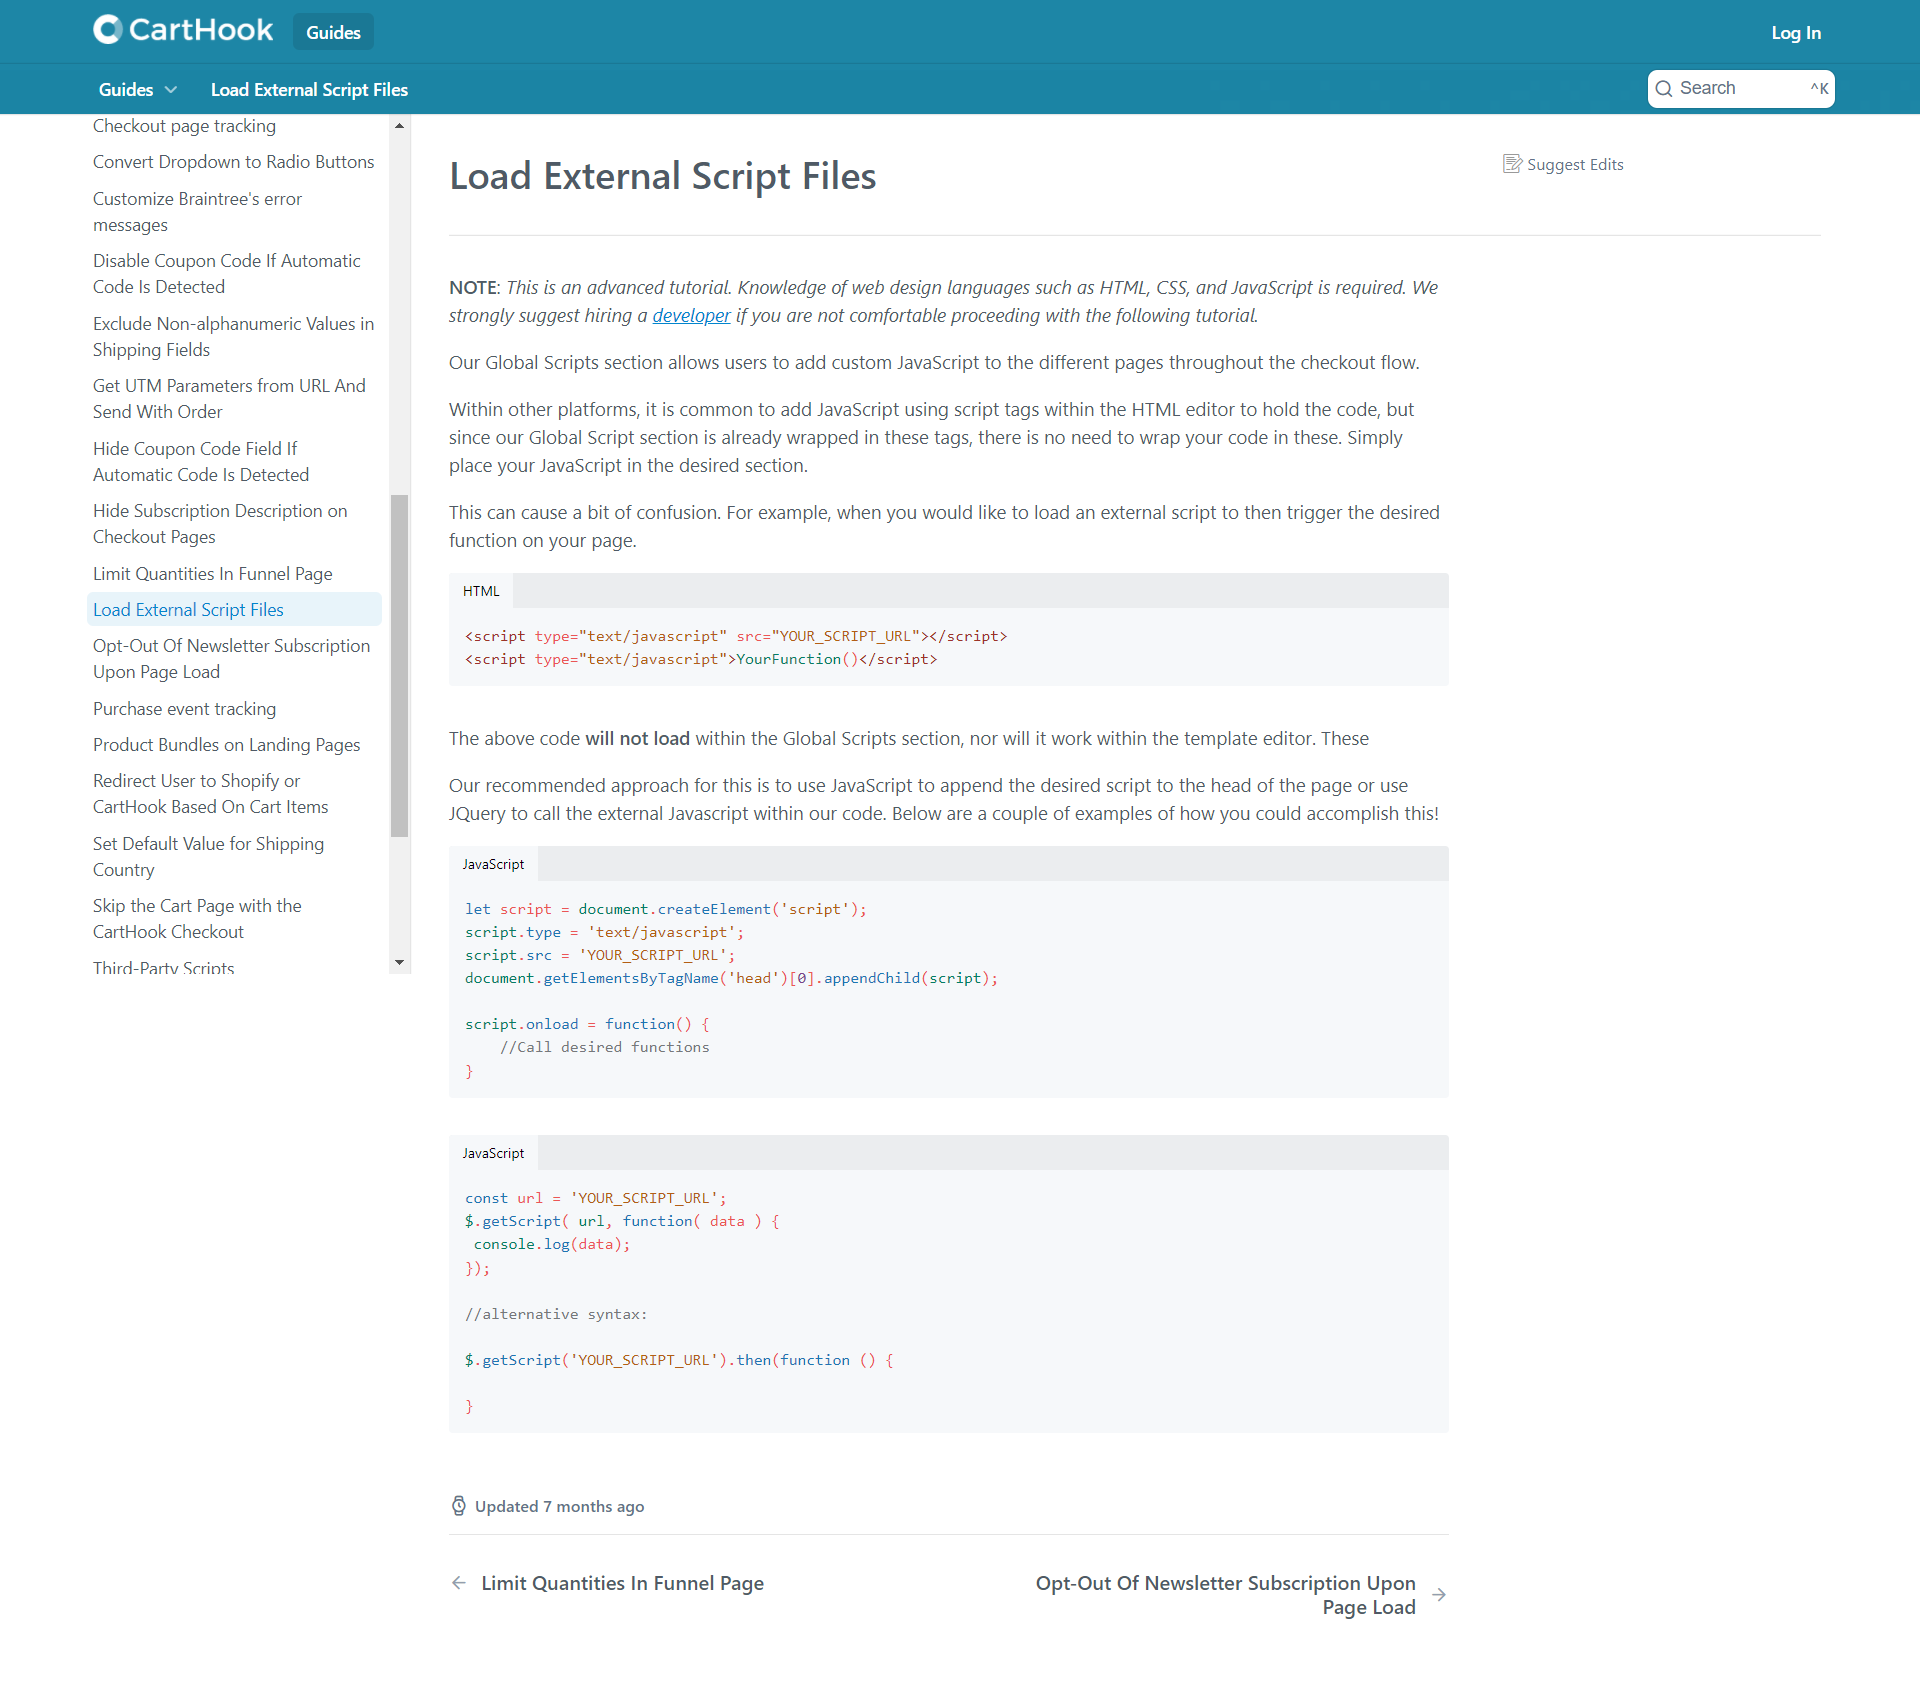 CartHook
Guides
Log In
Guides
Load External Script Files
Search
^K
Checkout page tracking
Convert Dropdown to Radio Buttons
Customize Braintree's error
messages
Disable Coupon Code If Automatic
Code Is Detected
Exclude Non-alphanumeric Values in
Shipping Fields
Get UTM Parameters from URL And
Send With Order
Hide Coupon Code Field If
Automatic Code Is Detected
Hide Subscription Description on
Checkout Pages
Limit Quantities In Funnel Page
Load External Script Files
Opt-Out Of Newsletter Subscription
Upon Page Load
Purchase event tracking
Product Bundles on Landing Pages
Redirect User to Shopify or
CartHook Based On Cart Items
Set Default Value for Shipping
Country
Skip the Cart Page with the
CartHook Checkout
Third-Party Scripts
Load External Script Files
Suggest Edits
NOTE: This is an advanced tutorial. Knowledge of web design languages such as HTML, CSS, and JavaScript is required. We
strongly suggest hiring a developer if you are not comfortable proceeding with the following tutorial.
Our Global Scripts section allows users to add custom JavaScript to the different pages throughout the checkout flow.
Within other platforms, it is common to add JavaScript using script tags within the HTML editor to hold the code, but
since our Global Script section is already wrapped in these tags, there is no need to wrap your code in these. Simply
place your JavaScript in the desired section.
This can cause a bit of confusion. For example, when you would like to load an external script to then trigger the desired
function on your page.
HTML
<script type="text/javascript" src="YOUR_SCRIPT_URL"></script>
<script type="text/javascript">YourFunction()</script>
The above code will not load within the Global Scripts section, nor will it work within the template editor. These
Our recommended approach for this is to use JavaScript to append the desired script to the head of the page or use
JQuery to call the external Javascript within our code. Below are a couple of examples of how you could accomplish this!
JavaScript
let script = document.createElement('script');
script.type = 'text/javascript';
script.src = 'YOUR_SCRIPT_URL';
document.getElementsByTagName('head')[0].appendChild(script);
script.onload = function() {
    //Call desired functions
}
JavaScript
const url = 'YOUR_SCRIPT_URL';
$.getScript( url, function( data ) {
 console.log(data);
});
//alternative syntax:
$.getScript('YOUR_SCRIPT_URL').then(function () {
}
Updated 7 months ago
← Limit Quantities In Funnel Page
Opt-Out Of Newsletter Subscription Upon
Page Load →